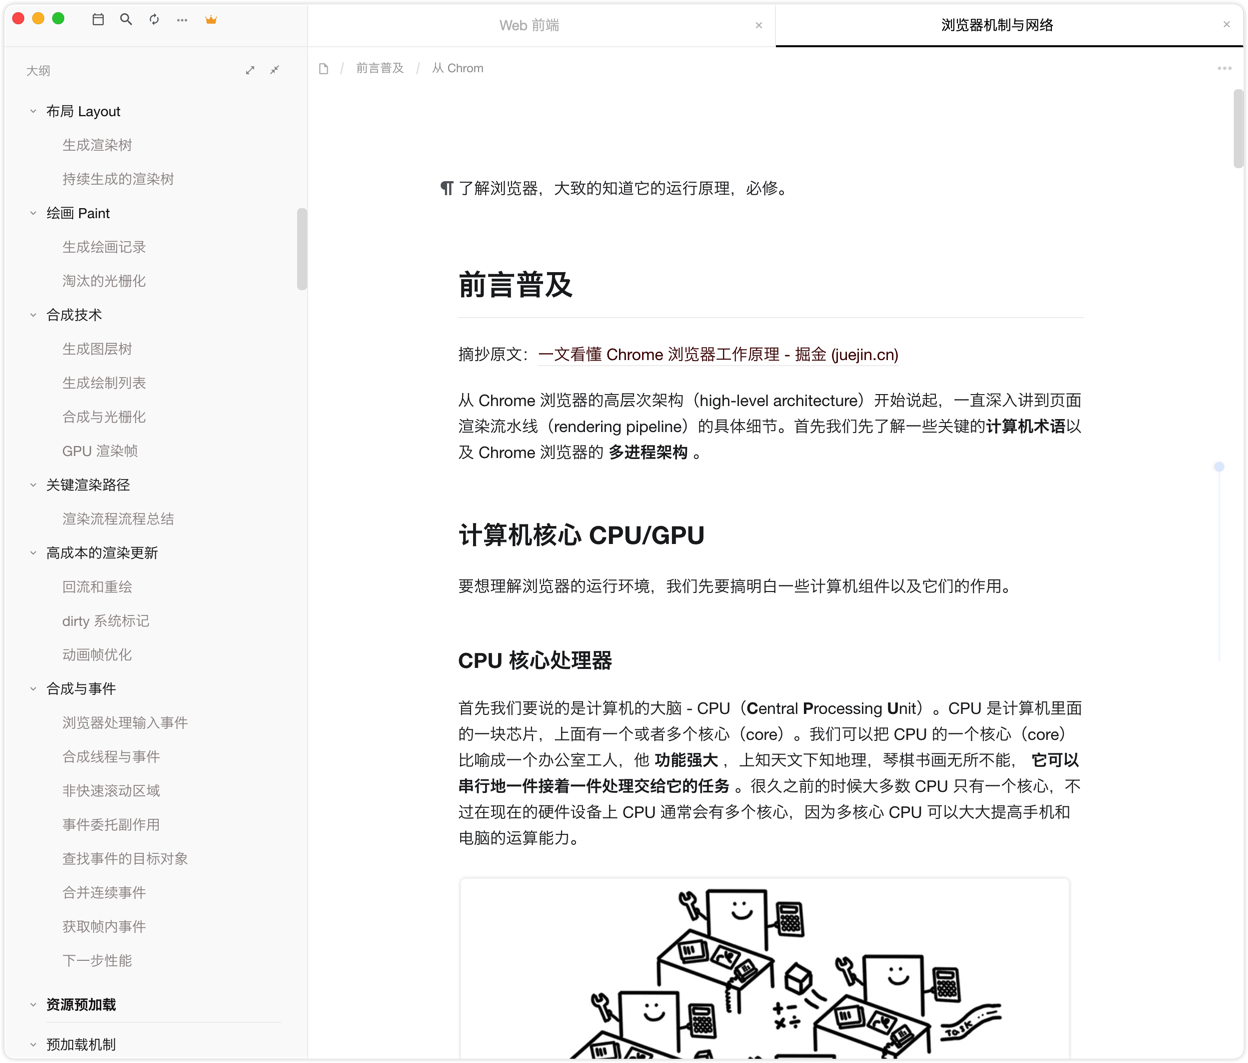 Web 前端
浏览器机制与网络
大纲
前言普及 / 从 Chrom
布局 Layout
生成渲染树
持续生成的渲染树
绘画 Paint
生成绘画记录
淘汰的光栅化
合成技术
生成图层树
生成绘制列表
合成与光栅化
GPU 渲染帧
关键渲染路径
渲染流程流程总结
高成本的渲染更新
回流和重绘
dirty 系统标记
动画帧优化
合成与事件
浏览器处理输入事件
合成线程与事件
非快速滚动区域
事件委托副作用
查找事件的目标对象
合并连续事件
获取帧内事件
下一步性能
资源预加载
预加载机制
¶ 了解浏览器，大致的知道它的运行原理，必修。
前言普及
摘抄原文：一文看懂 Chrome 浏览器工作原理 - 掘金 (juejin.cn)
从 Chrome 浏览器的高层次架构（high-level architecture）开始说起，一直深入讲到页面
渲染流水线（rendering pipeline）的具体细节。首先我们先了解一些关键的计算机术语以
及 Chrome 浏览器的 多进程架构 。
计算机核心 CPU/GPU
要想理解浏览器的运行环境，我们先要搞明白一些计算机组件以及它们的作用。
CPU 核心处理器
首先我们要说的是计算机的大脑 - CPU（Central Processing Unit）。CPU 是计算机里面
的一块芯片，上面有一个或者多个核心（core）。我们可以把 CPU 的一个核心（core）
比喻成一个办公室工人，他 功能强大 ，上知天文下知地理，琴棋书画无所不能， 它可以
串行地一件接着一件处理交给它的任务 。很久之前的时候大多数 CPU 只有一个核心，不
过在现在的硬件设备上 CPU 通常会有多个核心，因为多核心 CPU 可以大大提高手机和
电脑的运算能力。
TASK